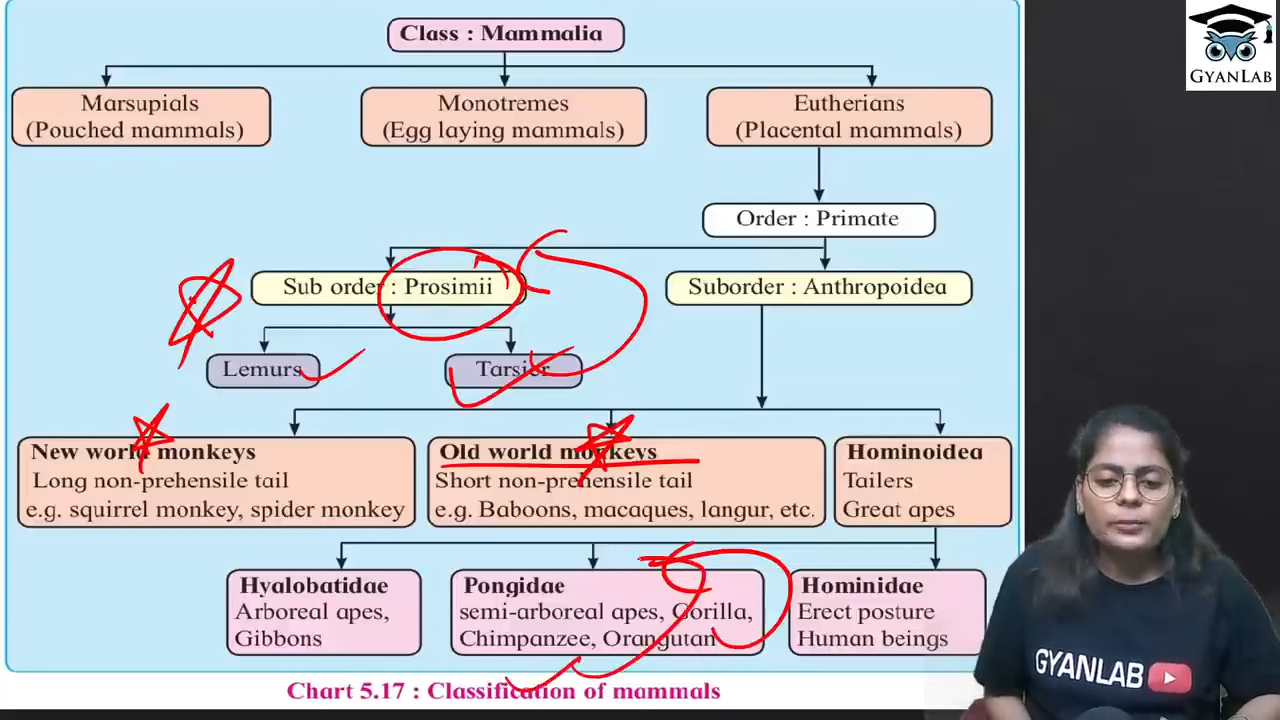 Class : Mammalia
GYANLAB
Marsupials
(Pouched mammals)
Monotremes
(Egg laying mammals)
Eutherians
(Placental mammals)
Order : Primate
Sub order : Prosimii
Suborder : Anthropoidea
Lemurs
Tarsier
New world monkeys
Long non-prehensile tail
e.g. squirrel monkey, spider monkey
Old world monkeys
Short non-prehensile tail
e.g. Baboons, macaques, langur, etc.
Hominoidea
Tailers
Great apes
Hyalobatidae
Arboreal apes,
Gibbons
Pongidae
semi-arboreal apes, Gorilla,
Chimpanzee, Orangutan
Hominidae
Erect posture
Human beings
GYANLAB
Chart 5.17 : Classification of mammals